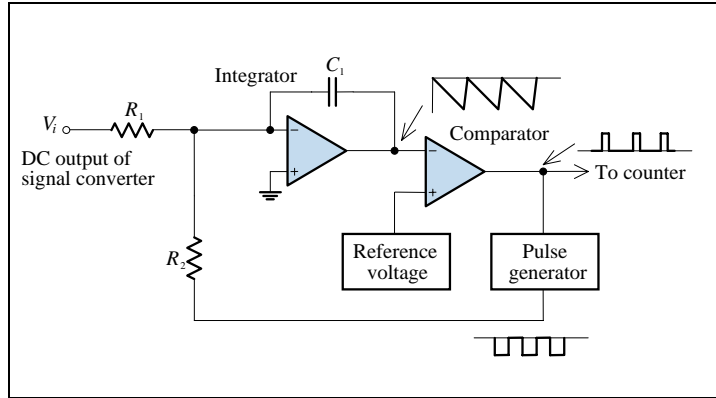 Integrator
C₁
R₁
Vᵢ
DC output of
signal converter
−
+
Comparator
−
+
To counter
R₂
Reference
voltage
Pulse
generator